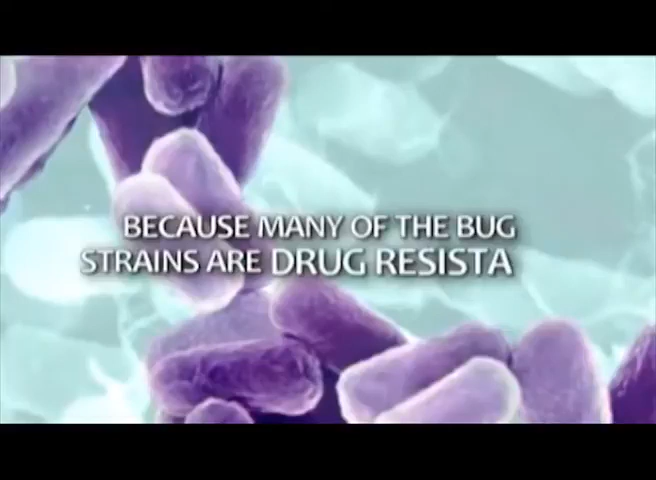 BECAUSE MANY OF THE BUG
STRAINS ARE DRUG RESISTA